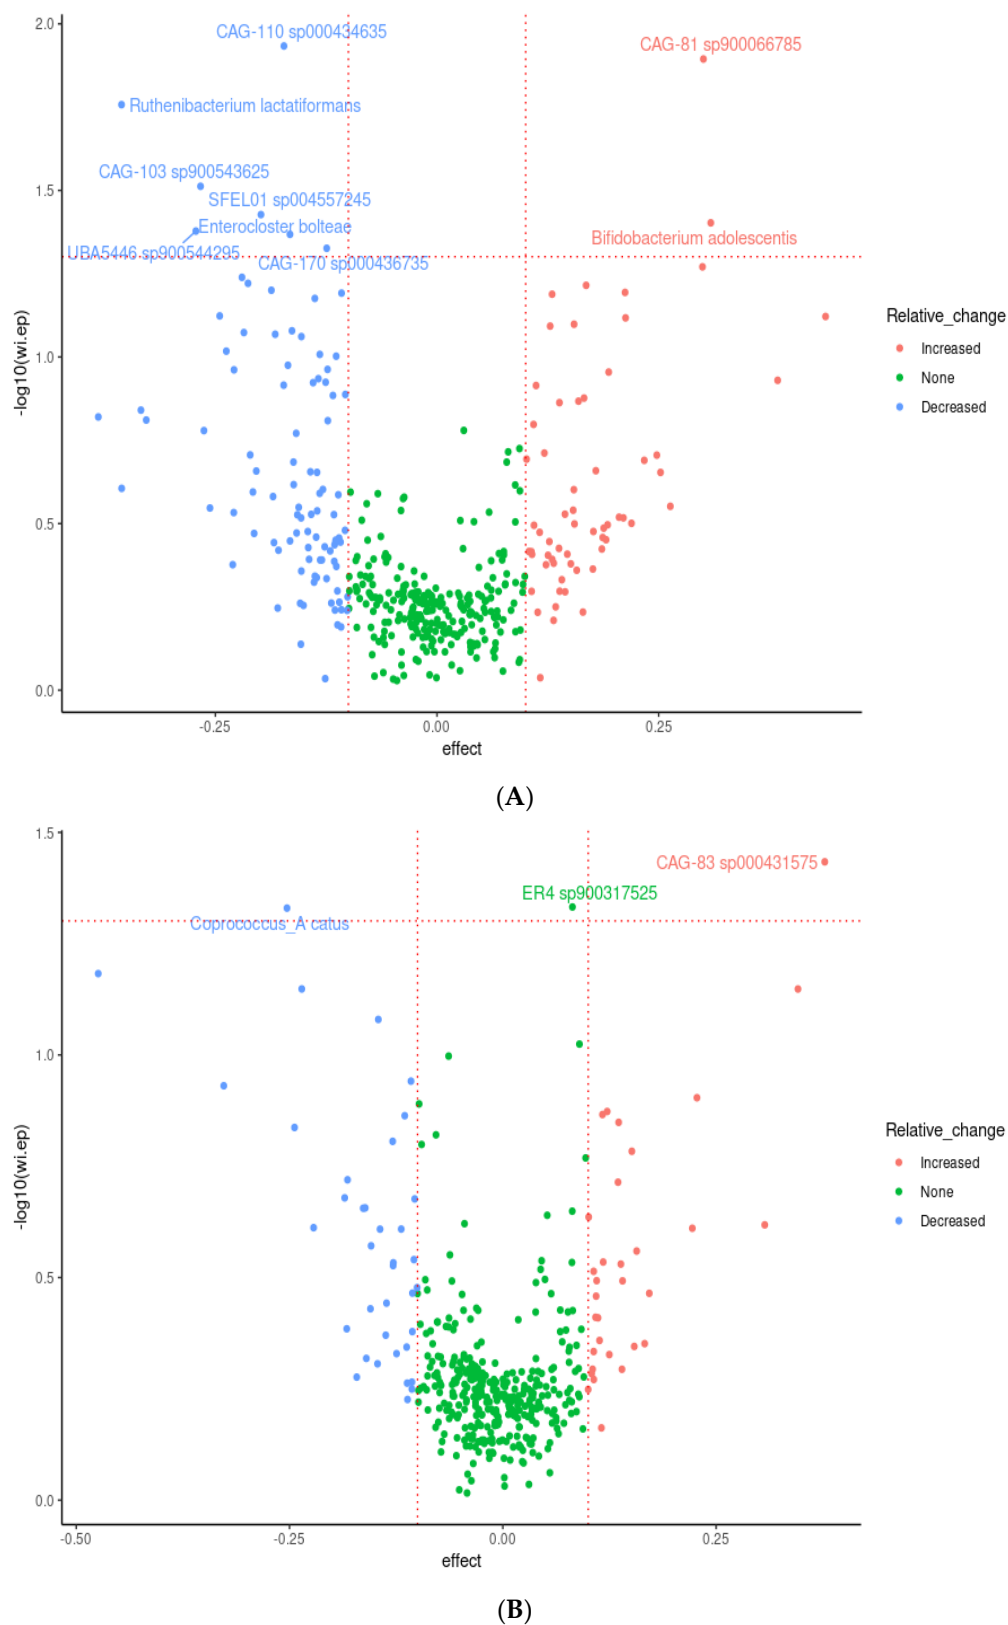 2.0
CAG-110 sp000434635
CAG-81 sp900066785
Ruthenibacterium lactatiformans
CAG-103 sp900543625
1.5
SFEL01 sp004557245
Enterocloster bolteae
Bifidobacterium adolescentis
UBA5446 sp900544295
CAG-170 sp000436735
Relative_change
Increased
None
Decreased
1.0
-log10(wi.ep)
0.5
0.0
-0.25 0.00 0.25
effect
(A)
1.5
CAG-83 sp000431575
ER4 sp900317525
Coprococcus_A catus
1.0
Relative_change
Increased
None
Decreased
-log10(wi.ep)
0.5
0.0
-0.50 -0.25 0.00 0.25
effect
(B)